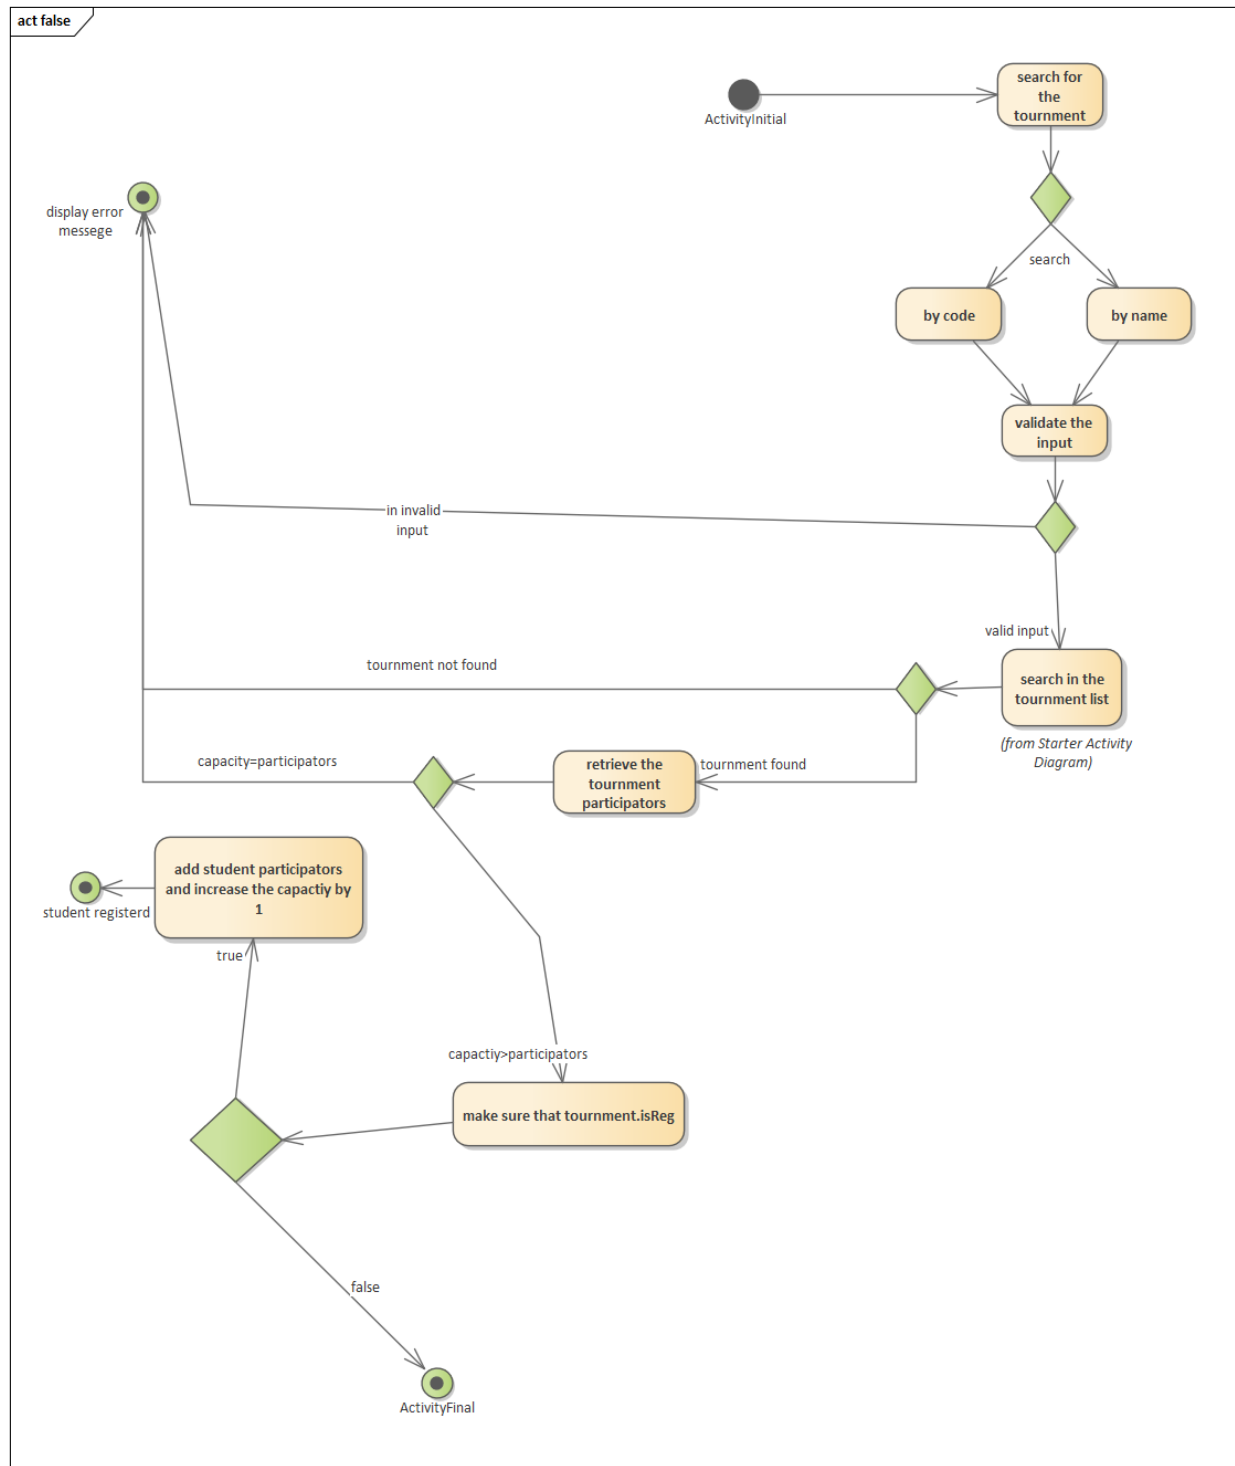 act false
search for
the
tournment
ActivityInitial
display error
messege
search
by code
by name
validate the
input
in invalid
input
valid input
tournment not found
search in the
tournment list
(from Starter Activity
Diagram)
capacity=participators
retrieve the
tournment
participators
tournment found
add student participators
and increase the capactiy by
1
student registerd
true
capactiy>participators
make sure that tournment.isReg
false
ActivityFinal